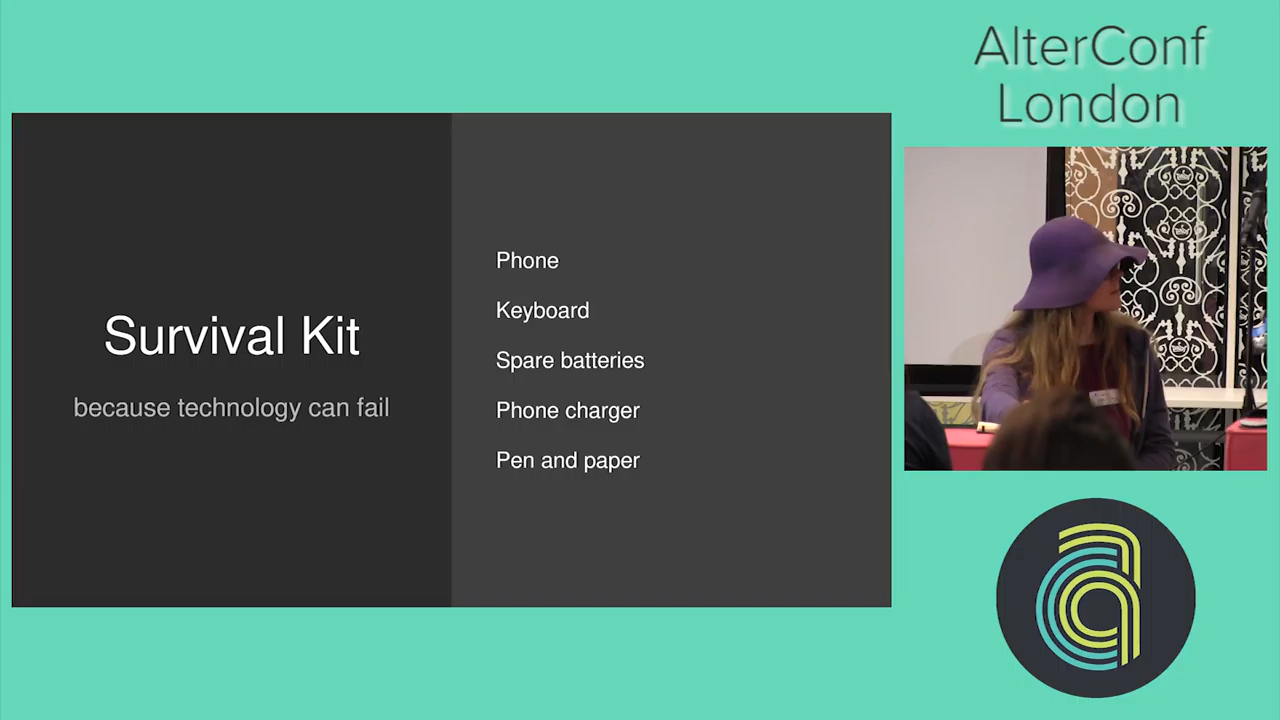 AlterConf
London
Survival Kit
because technology can fail
Phone
Keyboard
Spare batteries
Phone charger
Pen and paper